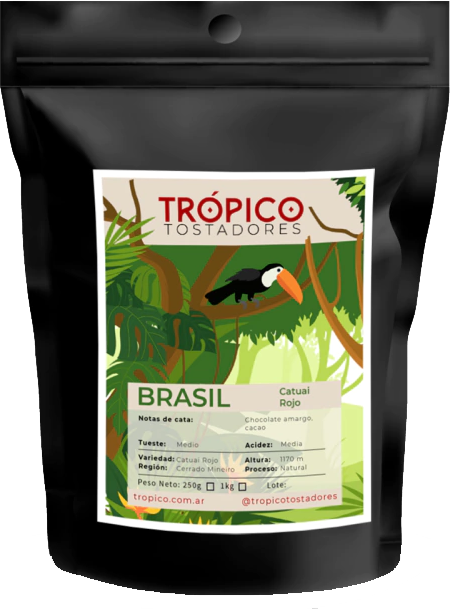 TRÓPICO
TOSTADORES
BRASIL
Catuai
Rojo
Notas de cata: Chocolate amargo,
cacao
Tueste: Medio Acidez: Media
Variedad: Catuai Rojo Altura: 1170 m
Región: Cerrado Mineiro Proceso: Natural
Peso Neto: 250g 1kg Lote:
tropico.com.ar @tropicotostadores